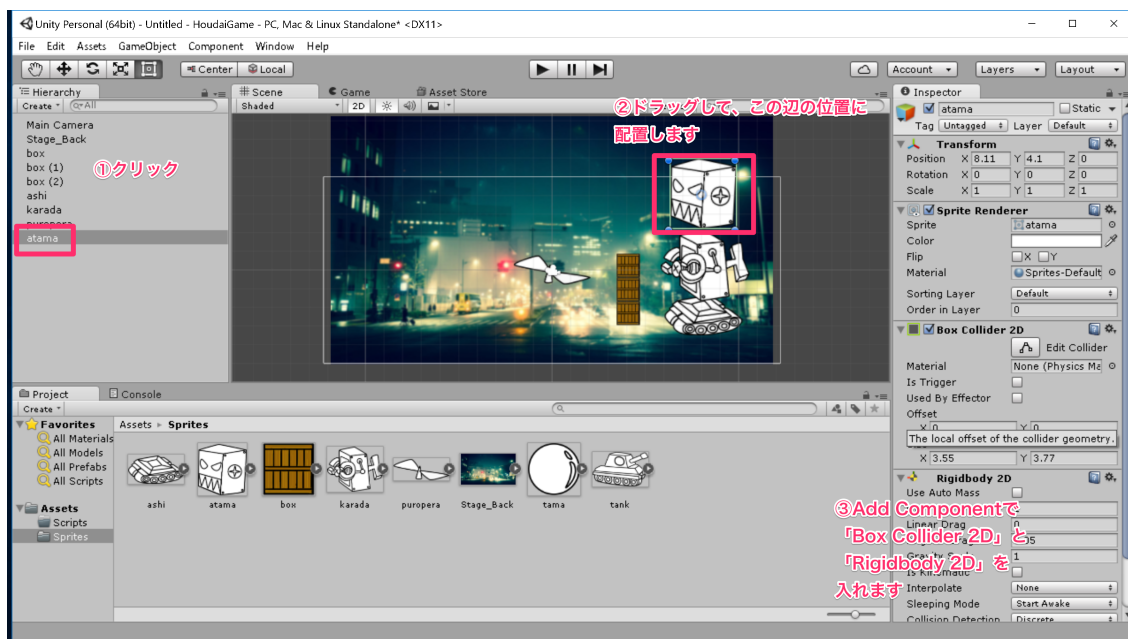 Unity Personal (64bit) - Untitled - HoudaiGame - PC, Mac & Linux Standalone* <DX11>
File Edit Assets GameObject Component Window Help
Center Local
Account Layers Layout
Hierarchy
Create All
Main Camera
Stage_Back
box
box (1)
box (2)
ashi
karada
puropera
atama
①クリック
Scene Game Asset Store
Shaded 2D
②ドラッグして、この辺の位置に
配置します
Inspector
atama Static
Tag Untagged Layer Default
Transform
Position X 8.11 Y 4.1 Z 0
Rotation X 0 Y 0 Z 0
Scale X 1 Y 1 Z 1
Sprite Renderer
Sprite atama
Color
Flip X Y
Material Sprites-Default
Sorting Layer Default
Order in Layer 0
Box Collider 2D
Edit Collider
Material None (Physics Ma
Is Trigger
Used By Effector
Offset
X 0 Y 0
The local offset of the collider geometry.
X 3.55 Y 3.77
Rigidbody 2D
Use Auto Mass
Linear Drag 0
Gravity Scale 1
Is Kinematic
Interpolate None
Sleeping Mode Start Awake
Collision Detection Discrete
③Add Componentで
「Box Collider 2D」と
「Rigidbody 2D」を
入れます
Project Console
Create
Favorites
All Materials
All Models
All Prefabs
All Scripts
Assets
Scripts
Sprites
Assets Sprites
ashi atama box karada puropera Stage_Back tama tank